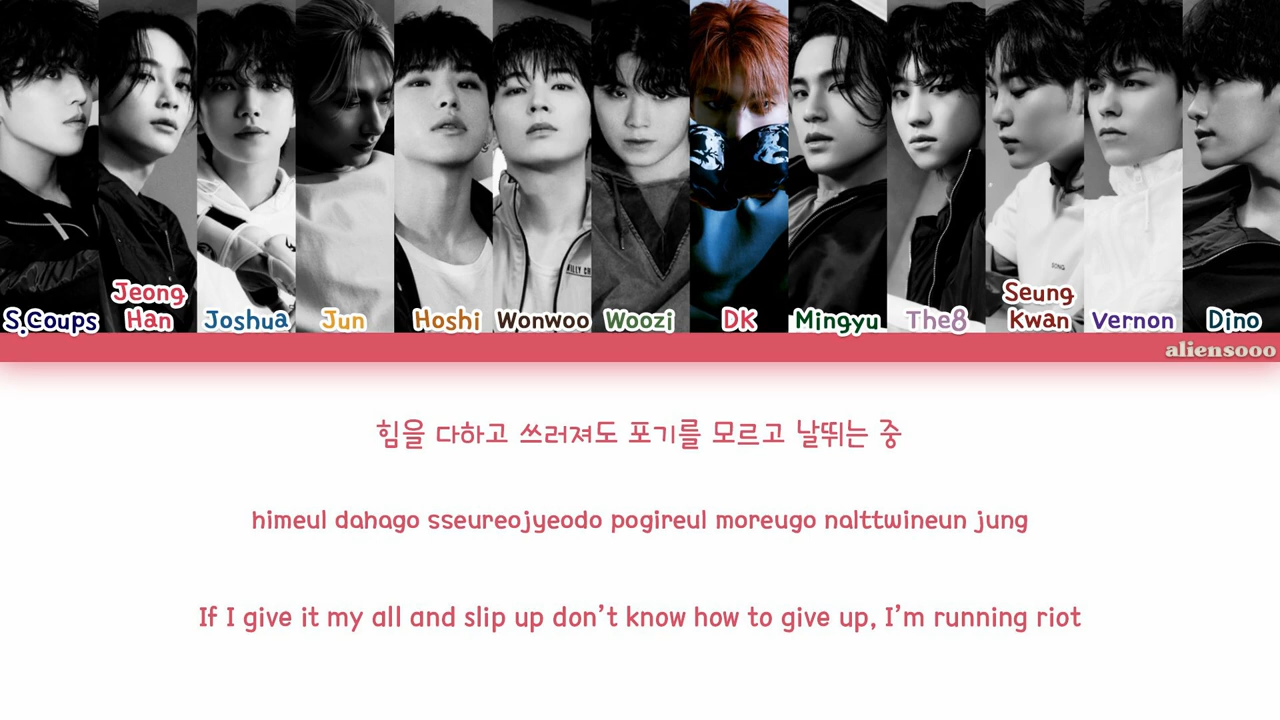 S.Coups
Jeong
Han
Joshua
Jun
Hoshi
Wonwoo
Woozi
DK
Mingyu
The8
Seung
Kwan
Vernon
Dino
aliensooo
힘을 다하고 쓰러져도 포기를 모르고 날뛰는 중
himeul dahago sseureojyeodo pogireul moreugo nalttwineun jung
If I give it my all and slip up don’t know how to give up, I’m running riot